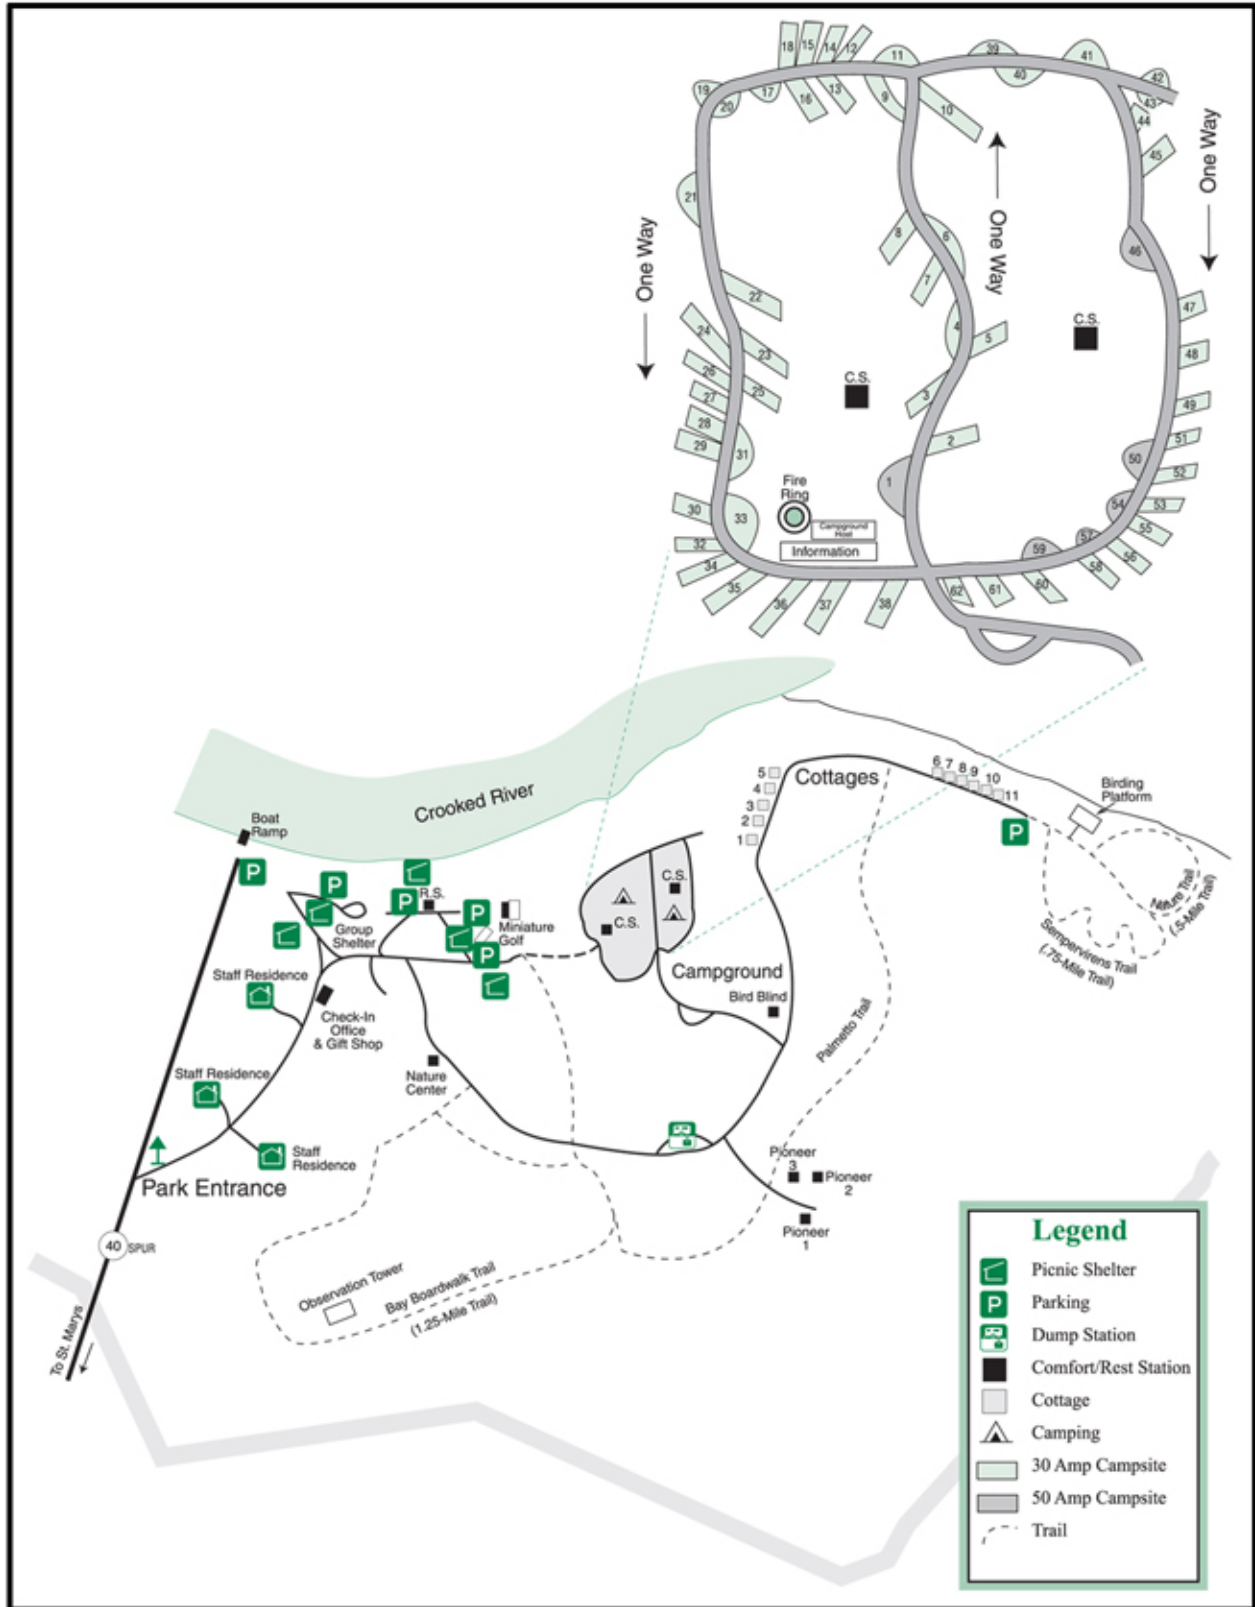 18
15
14
12
11
39
40
41
42
43
44
45
19
20
17
16
13
9
10
21
One Way
One Way
One Way
8
6
7
46
22
47
24
23
4
5
C.S.
48
26
25
C.S.
27
3
49
28
2
51
29
31
50
52
Fire
Ring
1
30
33
54
53
Campground
Host
57
55
32
Information
59
56
34
58
35
36
37
38
62
61
60
Crooked River
Boat
Ramp
P
P
P
P
P
R.S.
Group
Shelter
Miniature
Golf
C.S.
C.S.
Campground
Bird Blind
5
4
3
2
1
Cottages
6
7
8
9
10
11
P
Birding
Platform
Nature Trail
(.5-Mile Trail)
Sempervirens Trail
(.75-Mile Trail)
Palmetto Trail
Staff Residence
Check-In
Office
& Gift Shop
Nature
Center
Staff Residence
Staff
Residence
Park Entrance
Pioneer
3
Pioneer
2
Pioneer
1
40 SPUR
To St. Marys
Observation Tower
Bay Boardwalk Trail
(1.25-Mile Trail)
Legend
Picnic Shelter
P Parking
Dump Station
Comfort/Rest Station
Cottage
Camping
30 Amp Campsite
50 Amp Campsite
Trail